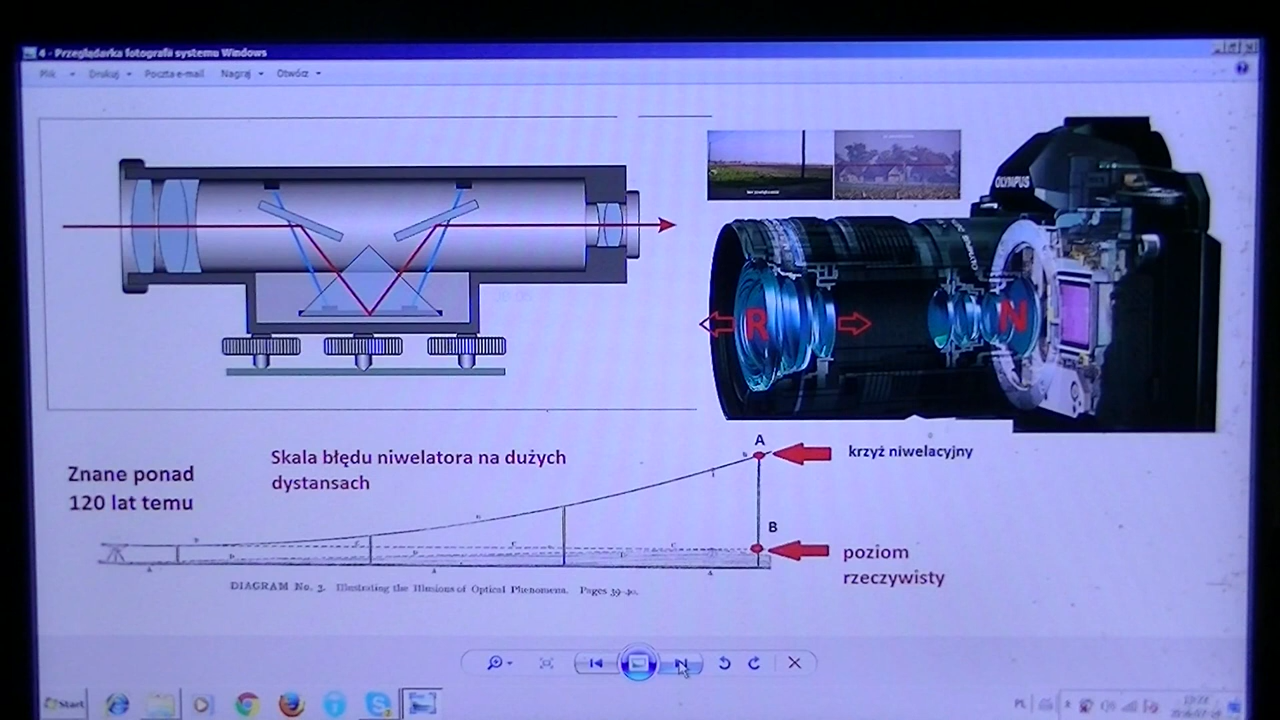 4 - Przeglądarka fotografii systemu Windows
Plik Drukuj Poczta e-mail Nagraj Otwórz
OLYMPUS
R
N
A
krzyż niwelacyjny
Znane ponad
120 lat temu
Skala błędu niwelatora na dużych
dystansach
B
poziom
rzeczywisty
DIAGRAM No. 3. Illustrating the Illusions of Optical Phenomena. Pages 39-40.
Start
PL